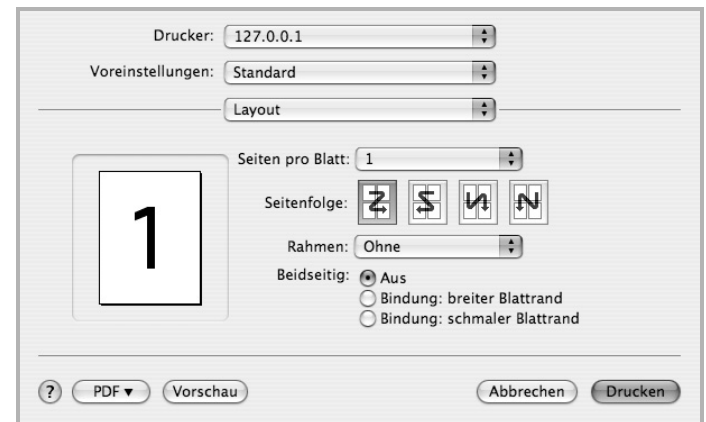 Drucker: 127.0.0.1
Voreinstellungen: Standard
Layout
Seiten pro Blatt: 1
1
Seitenfolge:
Rahmen: Ohne
Beidseitig: Aus
Bindung: breiter Blattrand
Bindung: schmaler Blattrand
? PDF ▼ Vorschau Abbrechen Drucken